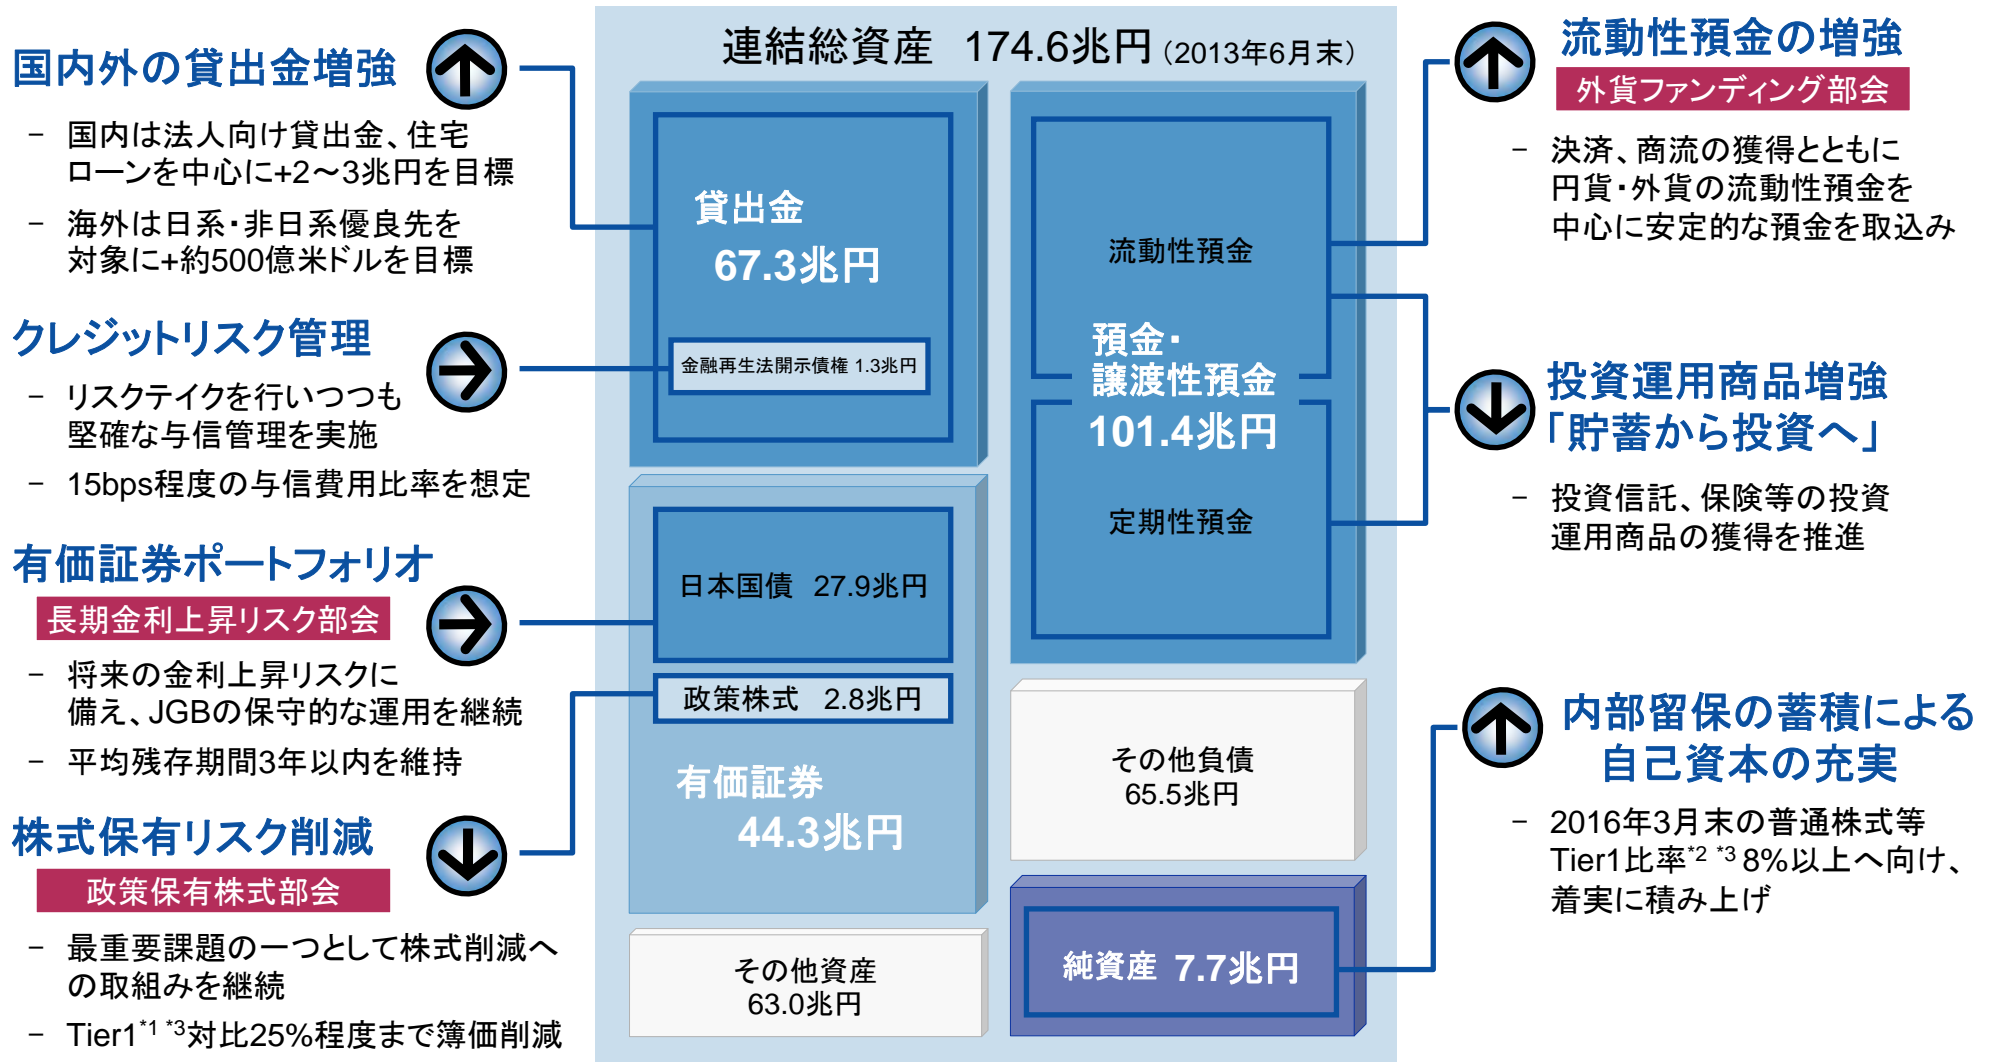 連結総資産 174.6兆円(2013年6月末)
国内外の貸出金増強
− 国内は法人向け貸出金、住宅
ローンを中心に+2~3兆円を目標
− 海外は日系・非日系優良先を
対象に+約500億米ドルを目標
クレジットリスク管理
− リスクテイクを行いつつも
堅確な与信管理を実施
− 15bps程度の与信費用比率を想定
有価証券ポートフォリオ
長期金利上昇リスク部会
− 将来の金利上昇リスクに
備え、JGBの保守的な運用を継続
− 平均残存期間3年以内を維持
株式保有リスク削減
政策保有株式部会
− 最重要課題の一つとして株式削減へ
の取組みを継続
− Tier1*1 *3対比25%程度まで簿価削減
貸出金
67.3兆円
金融再生法開示債権 1.3兆円
日本国債 27.9兆円
政策株式 2.8兆円
有価証券
44.3兆円
その他資産
63.0兆円
流動性預金
預金・
譲渡性預金
101.4兆円
定期性預金
その他負債
65.5兆円
純資産 7.7兆円
流動性預金の増強
外貨ファンディング部会
− 決済、商流の獲得とともに
円貨・外貨の流動性預金を
中心に安定的な預金を取込み
投資運用商品増強
「貯蓄から投資へ」
− 投資信託、保険等の投資
運用商品の獲得を推進
内部留保の蓄積による
自己資本の充実
− 2016年3月末の普通株式等
Tier1比率*2 *3 8%以上へ向け、
着実に積み上げ